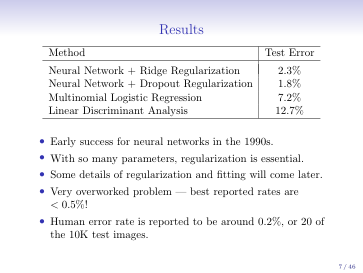 Results
Method Test Error
Neural Network + Ridge Regularization 2.3%
Neural Network + Dropout Regularization 1.8%
Multinomial Logistic Regression 7.2%
Linear Discriminant Analysis 12.7%
• Early success for neural networks in the 1990s.
• With so many parameters, regularization is essential.
• Some details of regularization and fitting will come later.
• Very overworked problem — best reported rates are
< 0.5%!
• Human error rate is reported to be around 0.2%, or 20 of
the 10K test images.
7 / 46